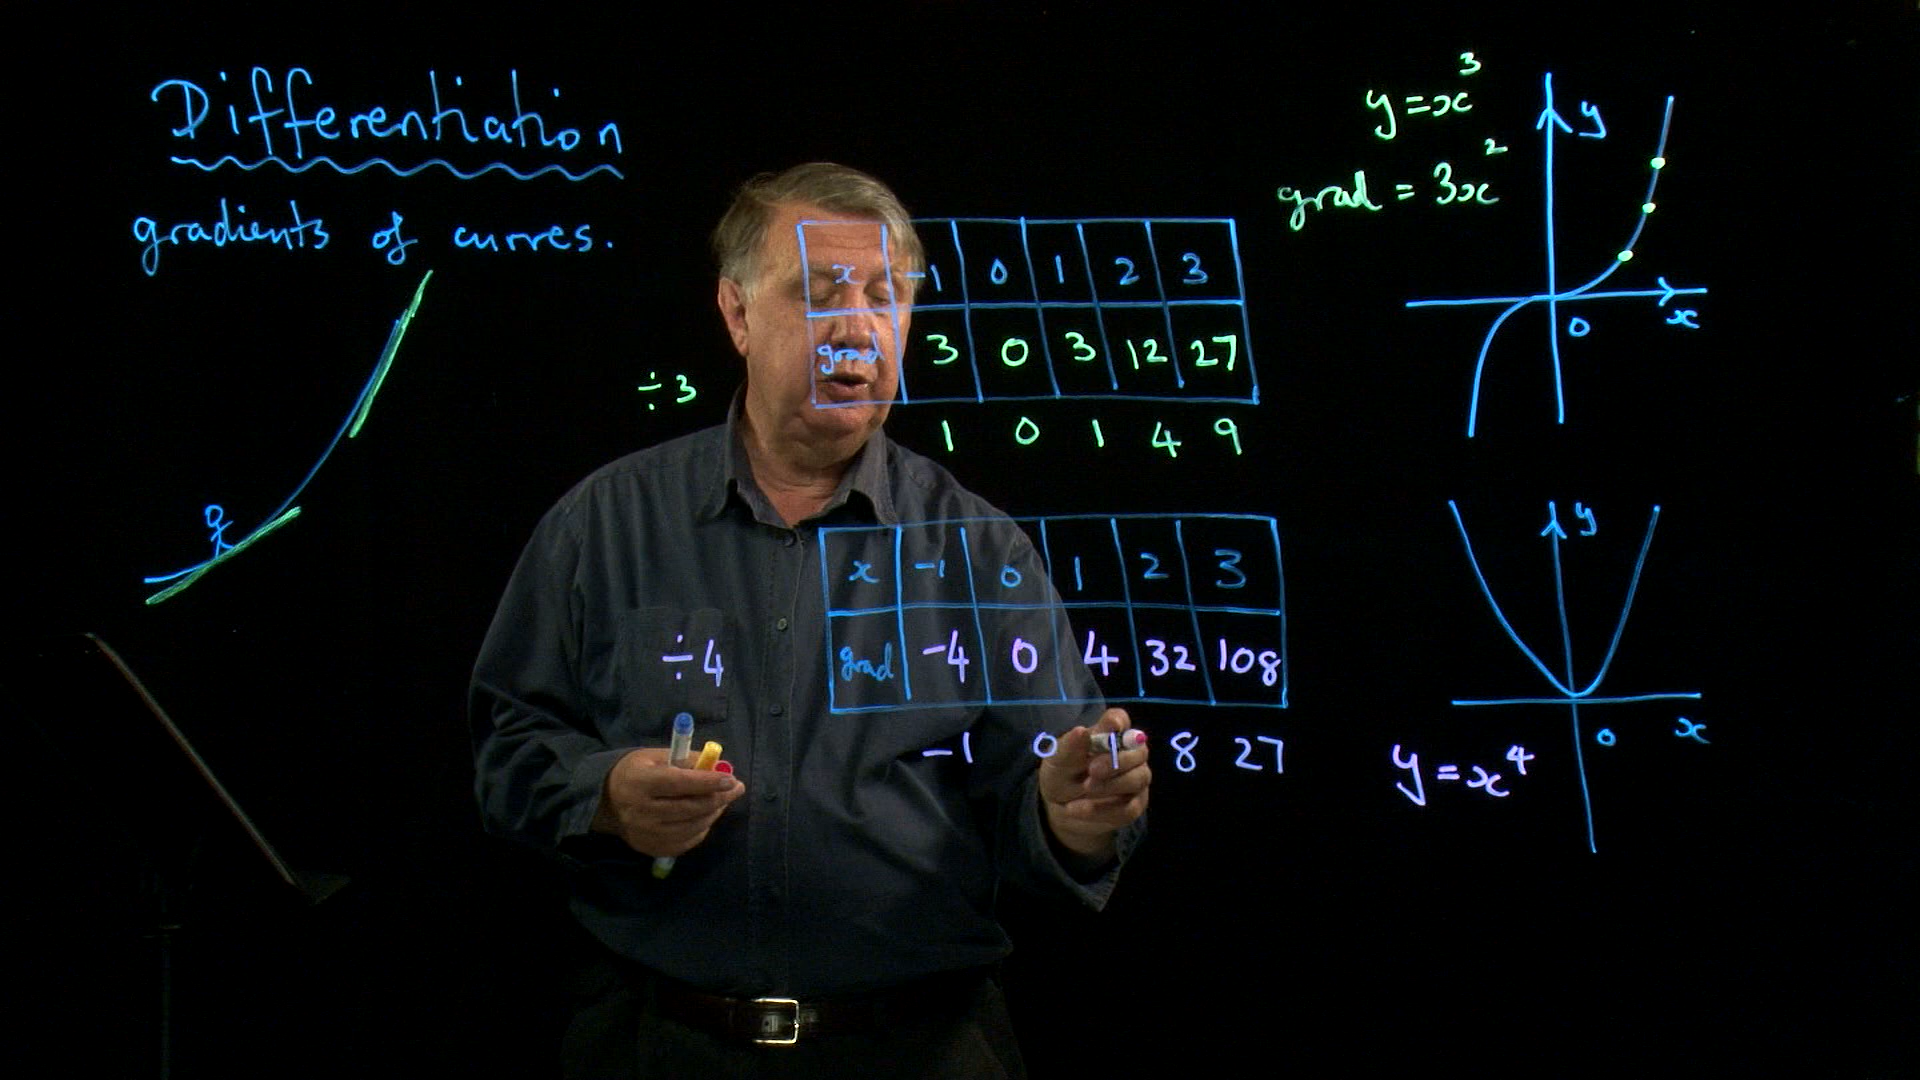 Differentiation
gradients of curves.
y = x³
grad = 3x²
y
x
0
x -1 0 1 2 3
grad 3 0 3 12 27
÷3
1 0 1 4 9
x -1 0 1 2 3
grad -4 0 4 32 108
÷4
-1 0 1 8 27
y
0 x
y = x⁴